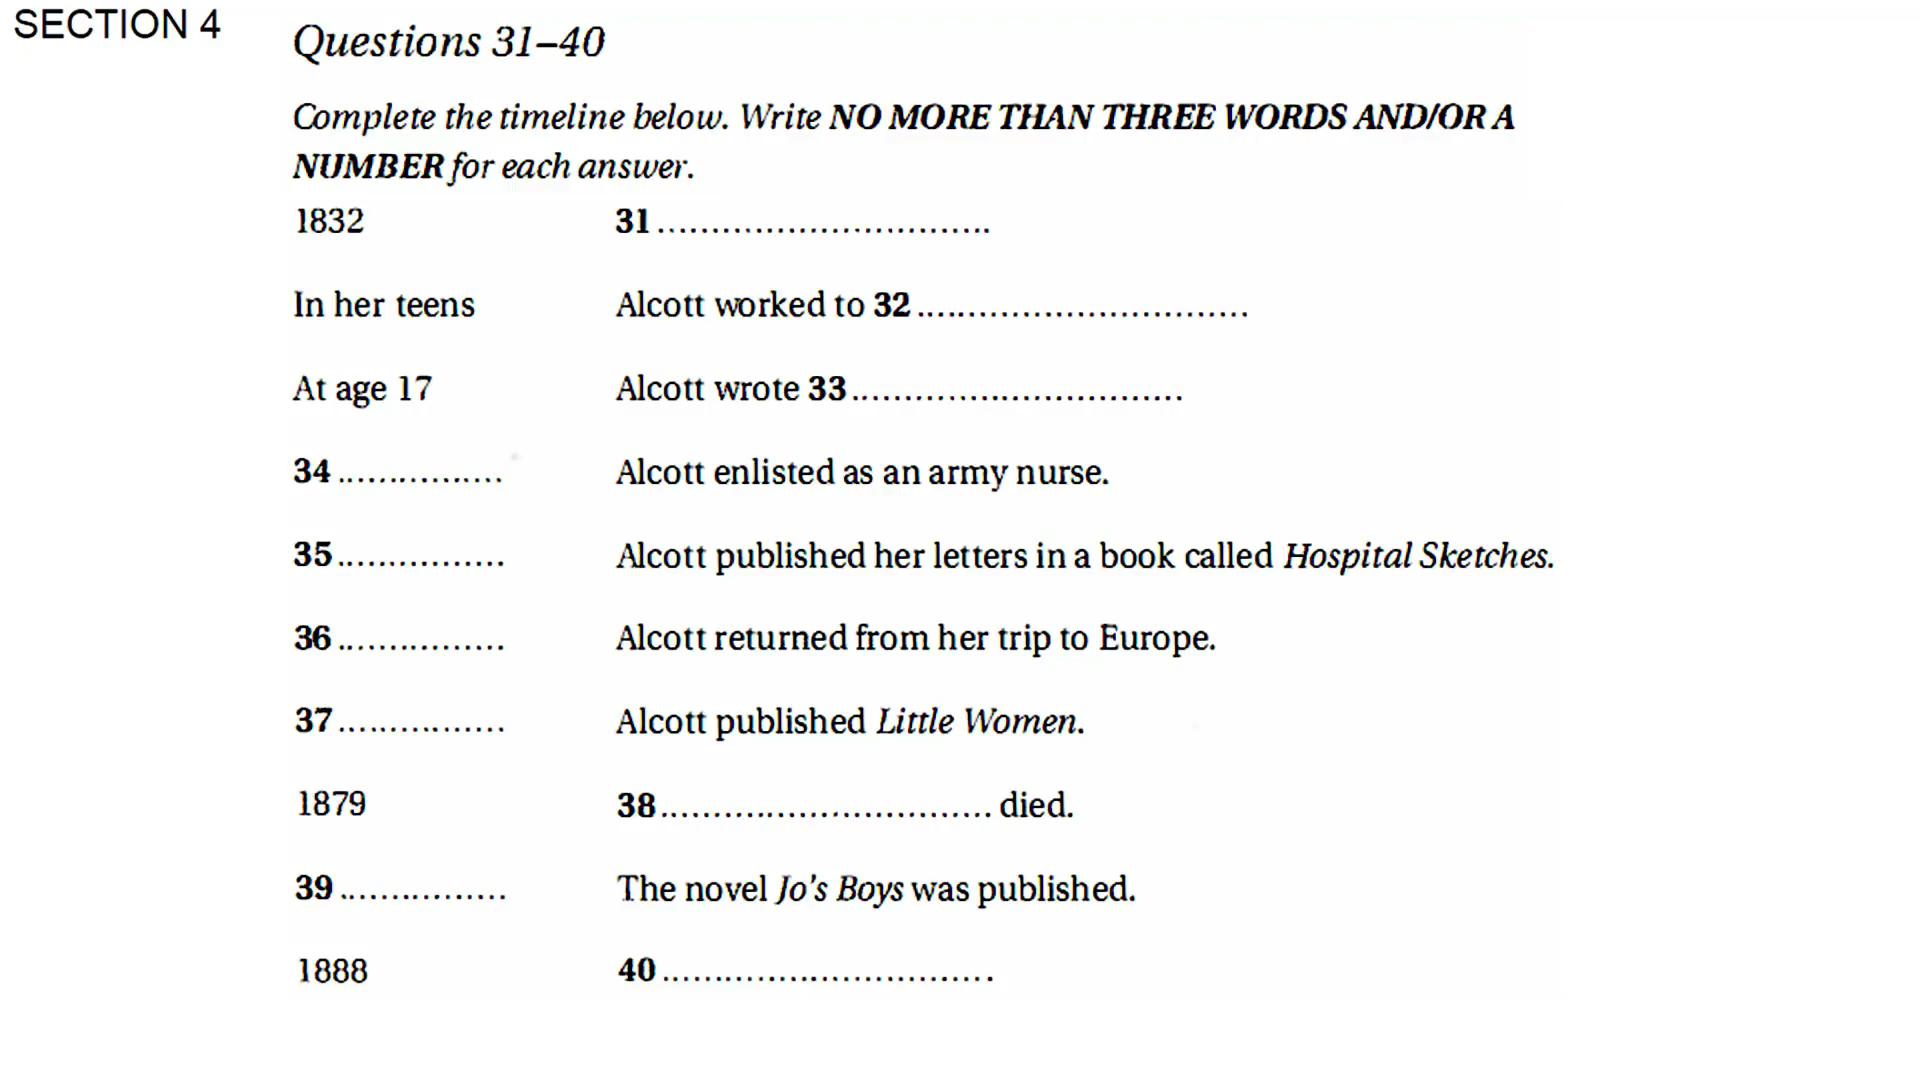 SECTION 4
Questions 31–40
Complete the timeline below. Write NO MORE THAN THREE WORDS AND/OR A
NUMBER for each answer.
1832 31 ................................
In her teens Alcott worked to 32 ................................
At age 17 Alcott wrote 33 ................................
34 ................ Alcott enlisted as an army nurse.
35 ................ Alcott published her letters in a book called Hospital Sketches.
36 ................ Alcott returned from her trip to Europe.
37 ................ Alcott published Little Women.
1879 38 ................................ died.
39 ................ The novel Jo's Boys was published.
1888 40 ................................